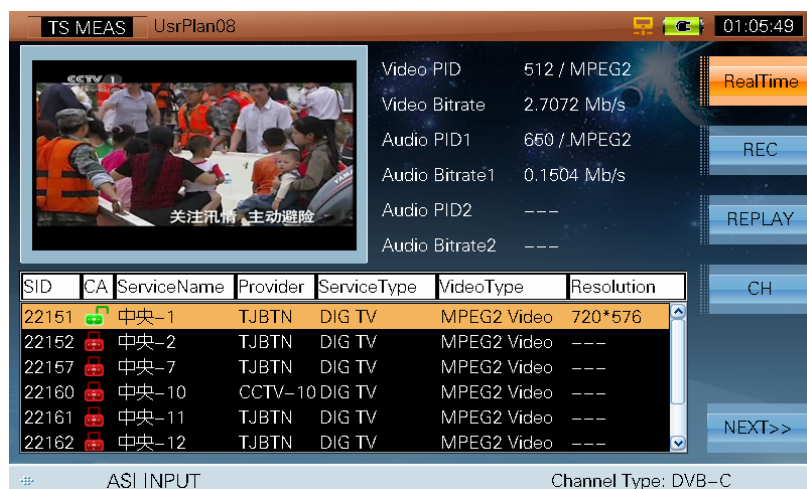 TS MEAS UsrPlan08 01:05:49
CCTV 1
关注汛情 主动避险
Video PID 512 / MPEG2
Video Bitrate 2.7072 Mb/s
Audio PID1 650 / MPEG2
Audio Bitrate1 0.1504 Mb/s
Audio PID2 ---
Audio Bitrate2 ---
RealTime
REC
REPLAY
CH
NEXT>>
SID CA ServiceName Provider ServiceType VideoType Resolution
22151 中央-1 TJBTN DIG TV MPEG2 Video 720*576
22152 中央-2 TJBTN DIG TV MPEG2 Video ---
22157 中央-7 TJBTN DIG TV MPEG2 Video ---
22160 中央-10 CCTV-10 DIG TV MPEG2 Video ---
22161 中央-11 TJBTN DIG TV MPEG2 Video ---
22162 中央-12 TJBTN DIG TV MPEG2 Video ---
ASI INPUT Channel Type: DVB-C